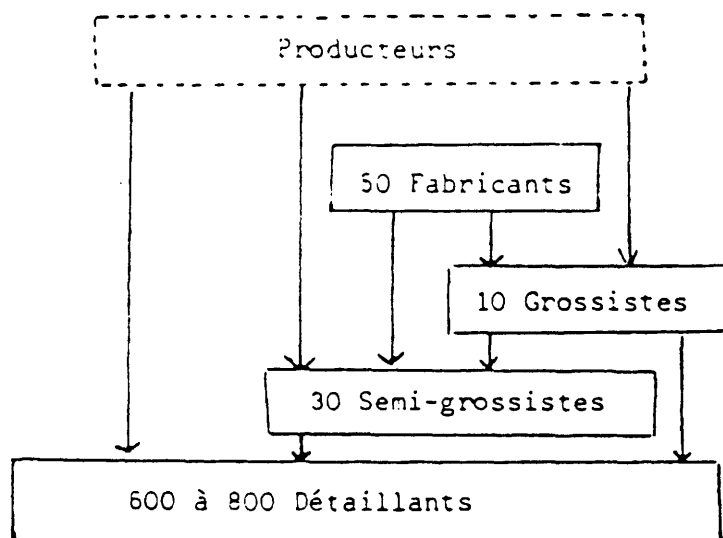 Producteurs
50 Fabricants
10 Grossistes
30 Semi-grossistes
600 à 800 Détaillants